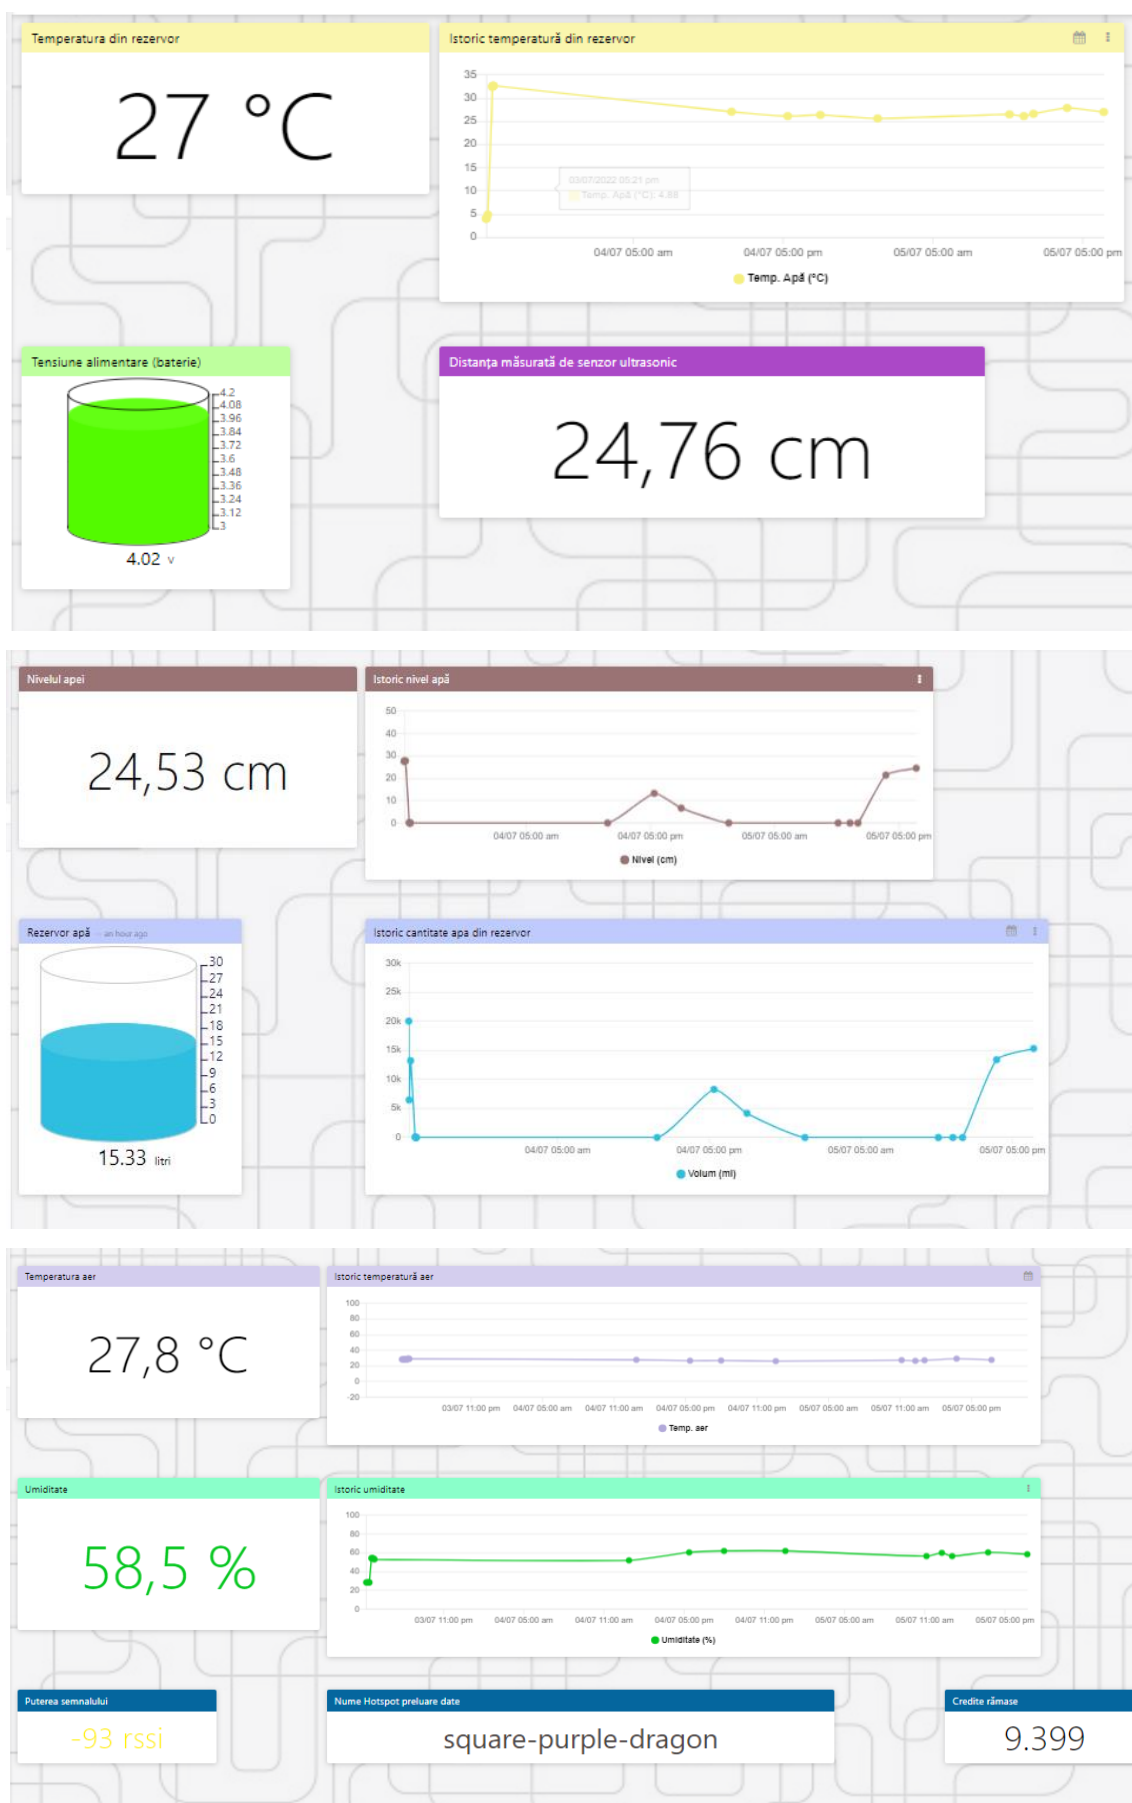 Temperatura din rezervor
27 °C
Istoric temperatură din rezervor
35
30
25
20
15
10
5
0
03/07/2022 05:21 pm
Temp. Apă (°C): 4.88
04/07 05:00 am
04/07 05:00 pm
05/07 05:00 am
05/07 05:00 pm
Temp. Apă (°C)
Tensiune alimentare (baterie)
4.2
4.08
3.96
3.84
3.72
3.6
3.48
3.36
3.24
3.12
3
4.02 v
Distanța măsurată de senzor ultrasonic
24,76 cm
Nivelul apei
24,53 cm
Istoric nivel apă
50
40
30
20
10
0
04/07 05:00 am
04/07 05:00 pm
05/07 05:00 am
05/07 05:00 pm
Nivel (cm)
Rezervor apă
an hour ago
30
27
24
21
18
15
12
9
6
3
0
15.33 litri
Istoric cantitate apa din rezervor
30k
25k
20k
15k
10k
5k
0
04/07 05:00 am
04/07 05:00 pm
05/07 05:00 am
05/07 05:00 pm
Volum (ml)
Temperatura aer
27,8 °C
Istoric temperatură aer
100
80
60
40
20
0
-20
03/07 11:00 pm
04/07 05:00 am
04/07 11:00 am
04/07 05:00 pm
04/07 11:00 pm
05/07 05:00 am
05/07 11:00 am
05/07 05:00 pm
Temp. aer
Umiditate
58,5 %
Istoric umiditate
100
80
60
40
20
0
03/07 11:00 pm
04/07 05:00 am
04/07 11:00 am
04/07 05:00 pm
04/07 11:00 pm
05/07 05:00 am
05/07 11:00 am
05/07 05:00 pm
Umiditate (%)
Puterea semnalului
-93 rssi
Nume Hotspot preluare date
square-purple-dragon
Credite rămase
9.399